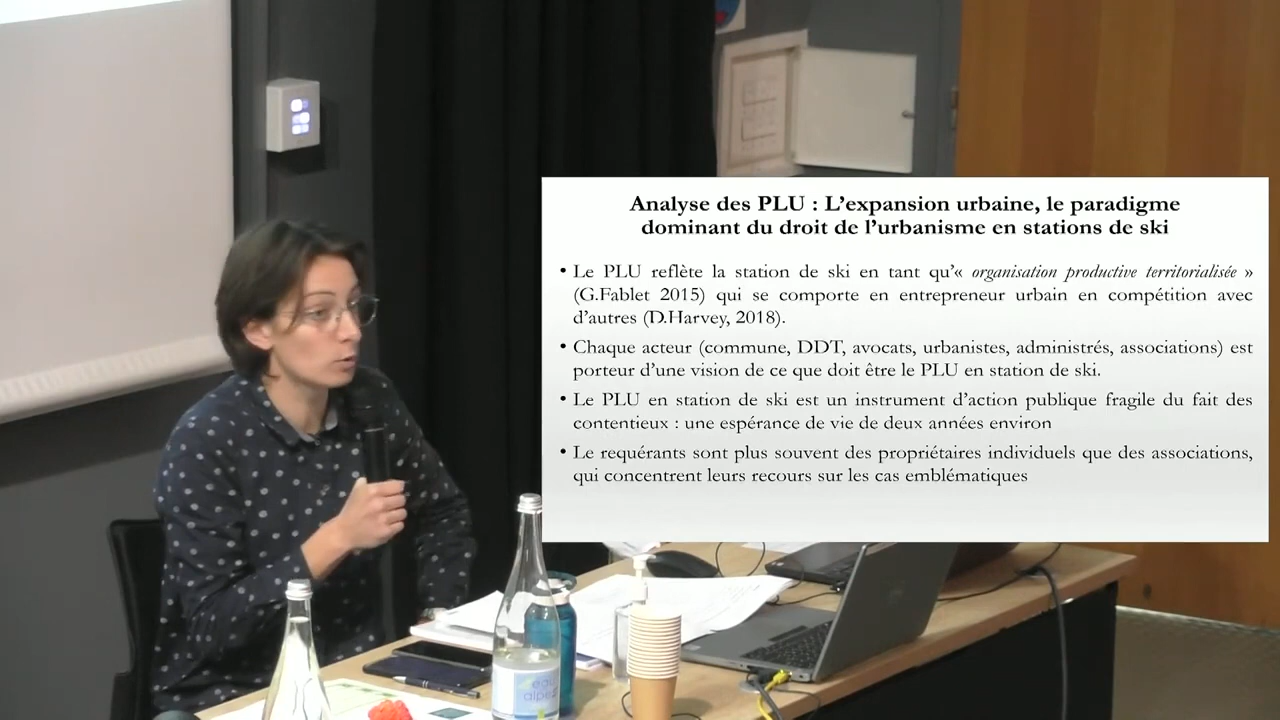 Analyse des PLU : L'expansion urbaine, le paradigme
dominant du droit de l'urbanisme en stations de ski
• Le PLU reflète la station de ski en tant qu'« organisation productive territorialisée »
(G.Fablet 2015) qui se comporte en entrepreneur urbain en compétition avec
d'autres (D.Harvey, 2018).
• Chaque acteur (commune, DDT, avocats, urbanistes, administrés, associations) est
porteur d'une vision de ce que doit être le PLU en station de ski.
• Le PLU en station de ski est un instrument d'action publique fragile du fait des
contentieux : une espérance de vie de deux années environ
• Le requérants sont plus souvent des propriétaires individuels que des associations,
qui concentrent leurs recours sur les cas emblématiques